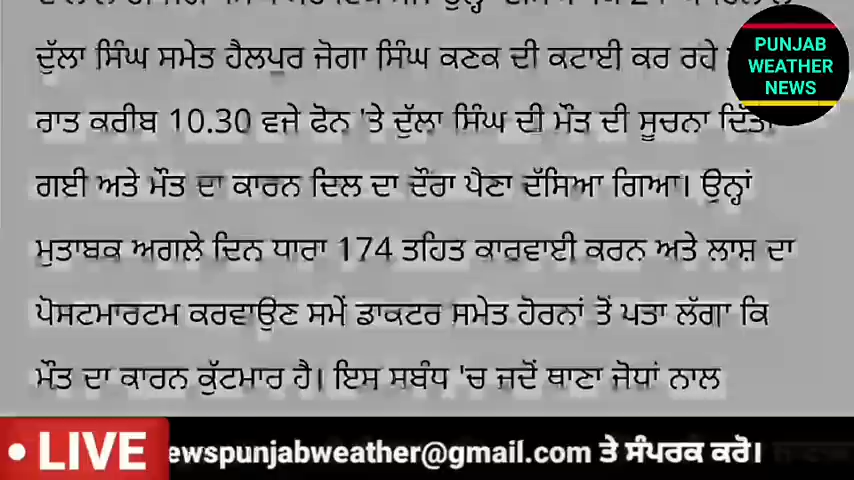 ਦੁੱਲਾ ਸਿੰਘ ਸਮੇਤ ਹੈਲਪਰ ਜੋਗਾ ਸਿੰਘ ਕਣਕ ਦੀ ਕਟਾਈ ਕਰ ਰਹੇ
ਰਾਤ ਕਰੀਬ 10.30 ਵਜੇ ਫੋਨ 'ਤੇ ਦੁੱਲਾ ਸਿੰਘ ਦੀ ਮੌਤ ਦੀ ਸੂਚਨਾ ਦਿੱਤੀ
ਗਈ ਅਤੇ ਮੌਤ ਦਾ ਕਾਰਨ ਦਿਲ ਦਾ ਦੌਰਾ ਪੈਣਾ ਦੱਸਿਆ ਗਿਆ। ਉਨ੍ਹਾਂ
ਮੁਤਾਬਕ ਅਗਲੇ ਦਿਨ ਧਾਰਾ 174 ਤਹਿਤ ਕਾਰਵਾਈ ਕਰਨ ਅਤੇ ਲਾਸ਼ ਦਾ
ਪੋਸਟਮਾਰਟਮ ਕਰਵਾਉਣ ਸਮੇਂ ਡਾਕਟਰ ਸਮੇਤ ਹੋਰਨਾਂ ਤੋਂ ਪਤਾ ਲੱਗਾ ਕਿ
ਮੌਤ ਦਾ ਕਾਰਨ ਕੁੱਟਮਾਰ ਹੈ। ਇਸ ਸਬੰਧ 'ਚ ਜਦੋਂ ਥਾਣਾ ਜੋਧਾਂ ਨਾਲ
PUNJAB
WEATHER
NEWS
LIVE
ewspunjabweather@gmail.com ਤੇ ਸੰਪਰਕ ਕਰੋ।